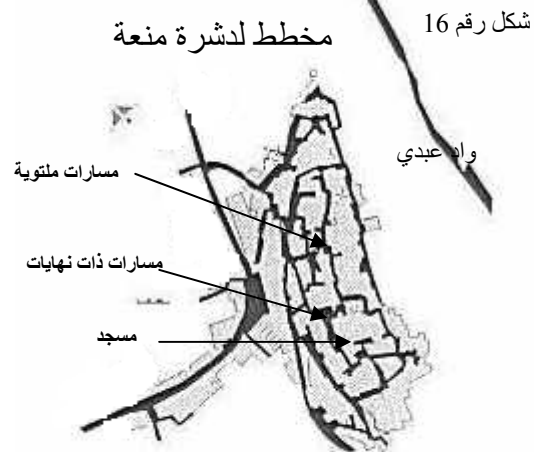 شكل رقم 16
مخطط لدشرة منعة
واد عبدي
مسارات ملتوية
مسارات ذات نهايات
مسجد